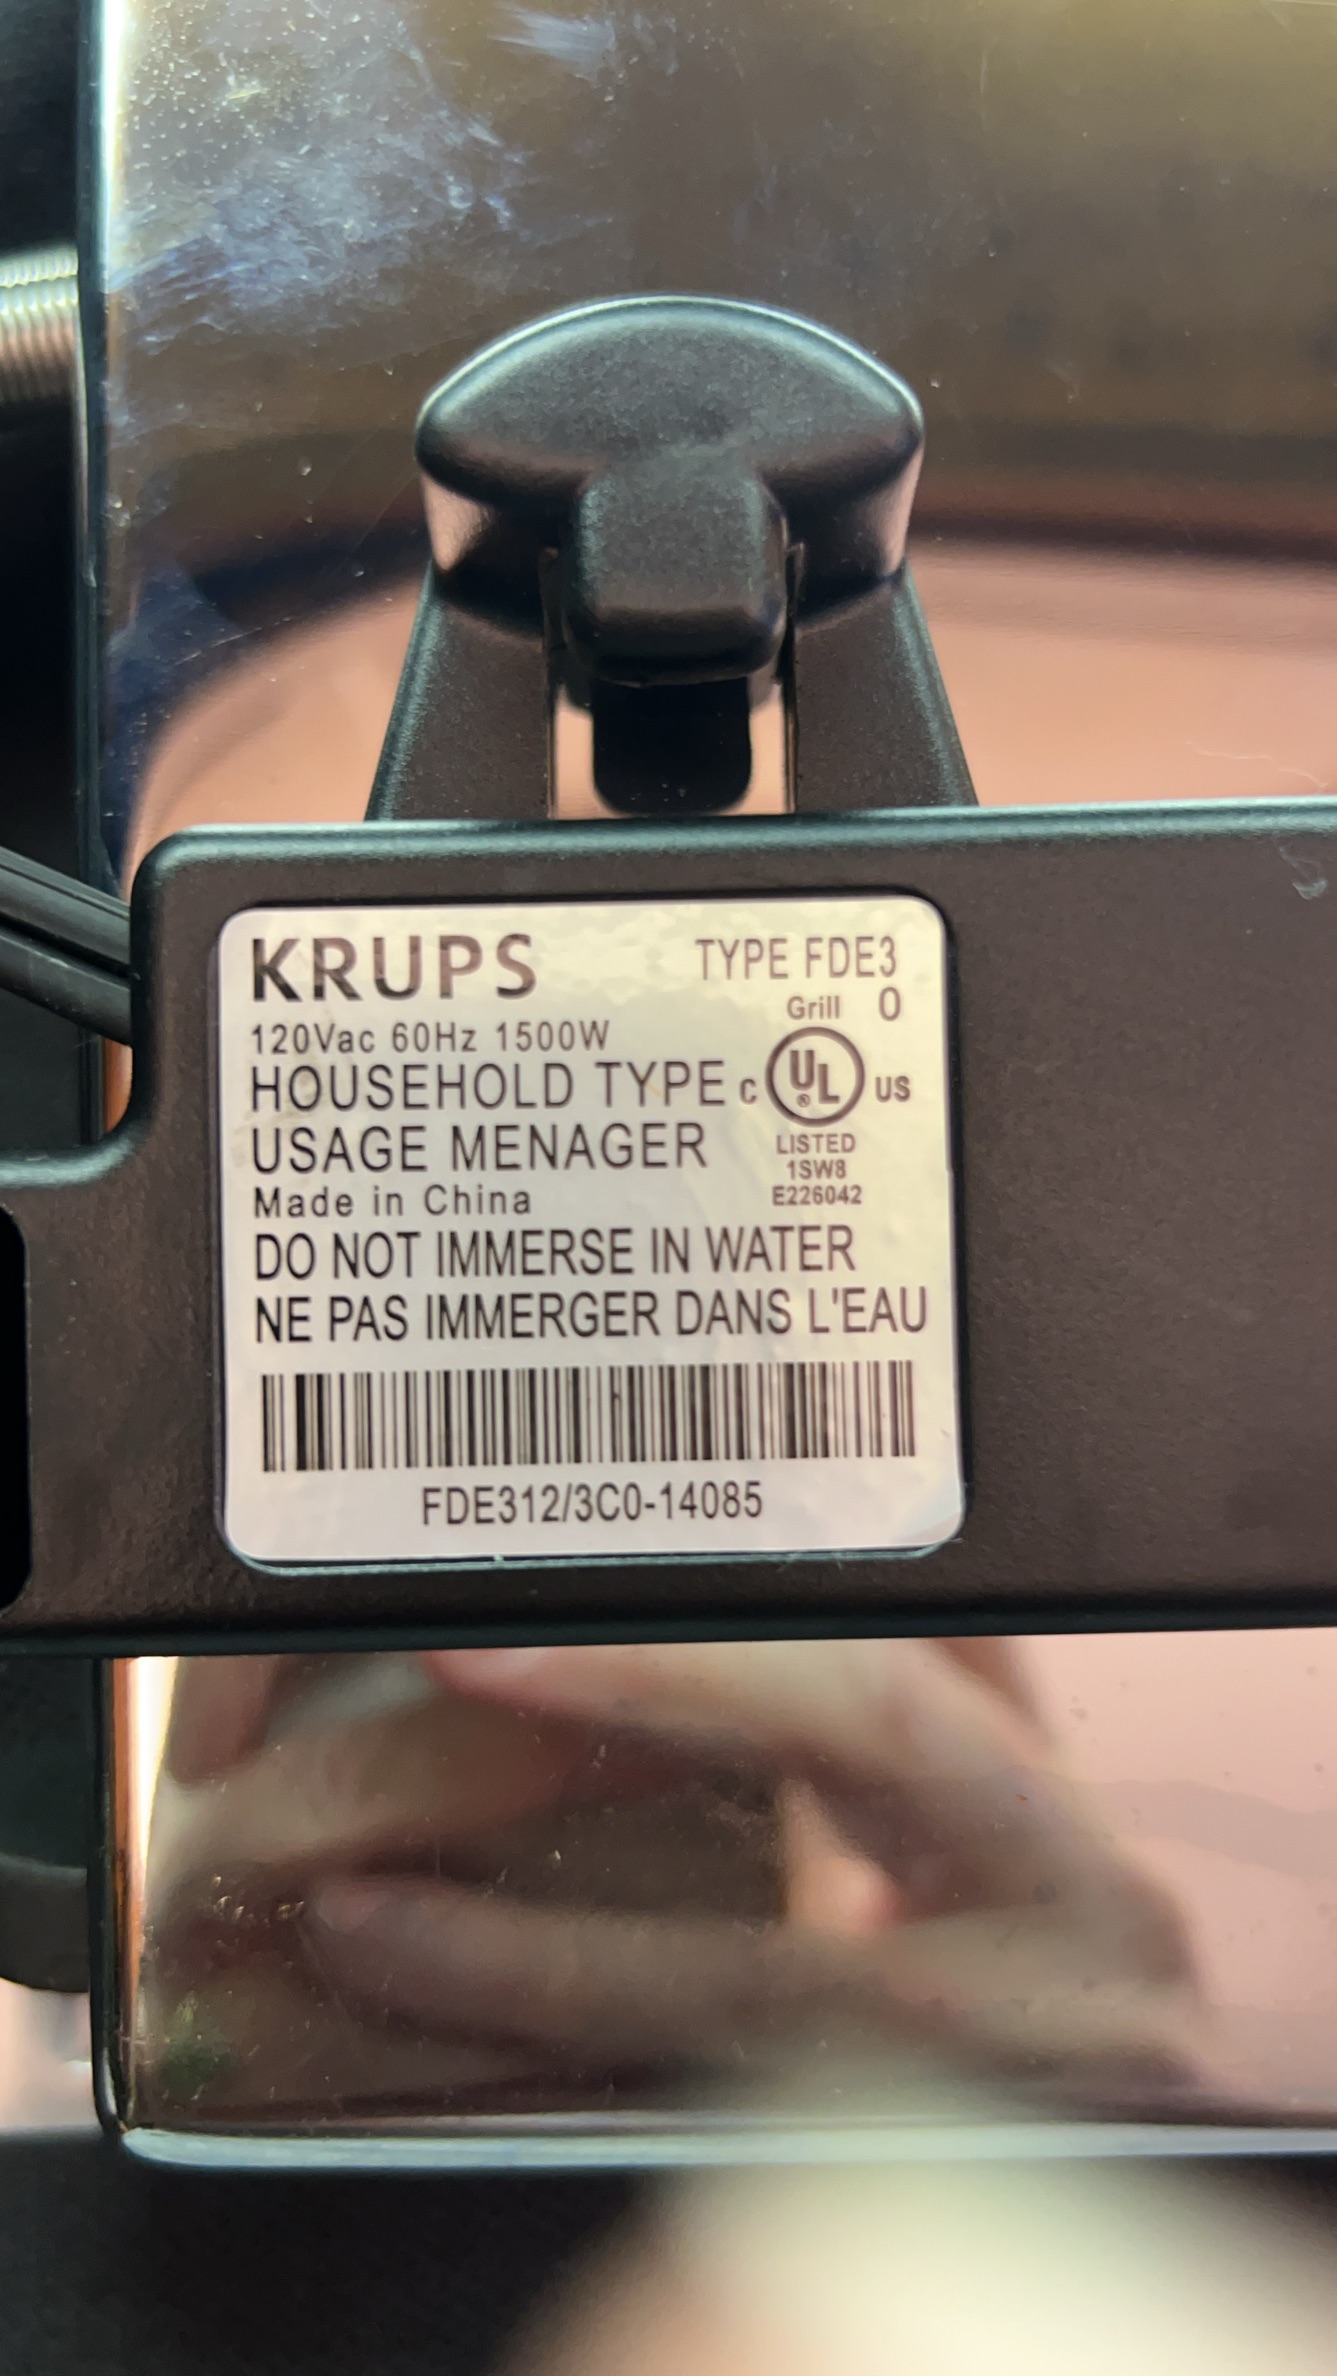 KRUPS
TYPE FDE3
Grill 0
120Vac 60Hz 1500W
HOUSEHOLD TYPE
USAGE MENAGER
c UL ® US
LISTED
1SW8
E226042
Made in China
DO NOT IMMERSE IN WATER
NE PAS IMMERGER DANS L'EAU
FDE312/3C0-14085